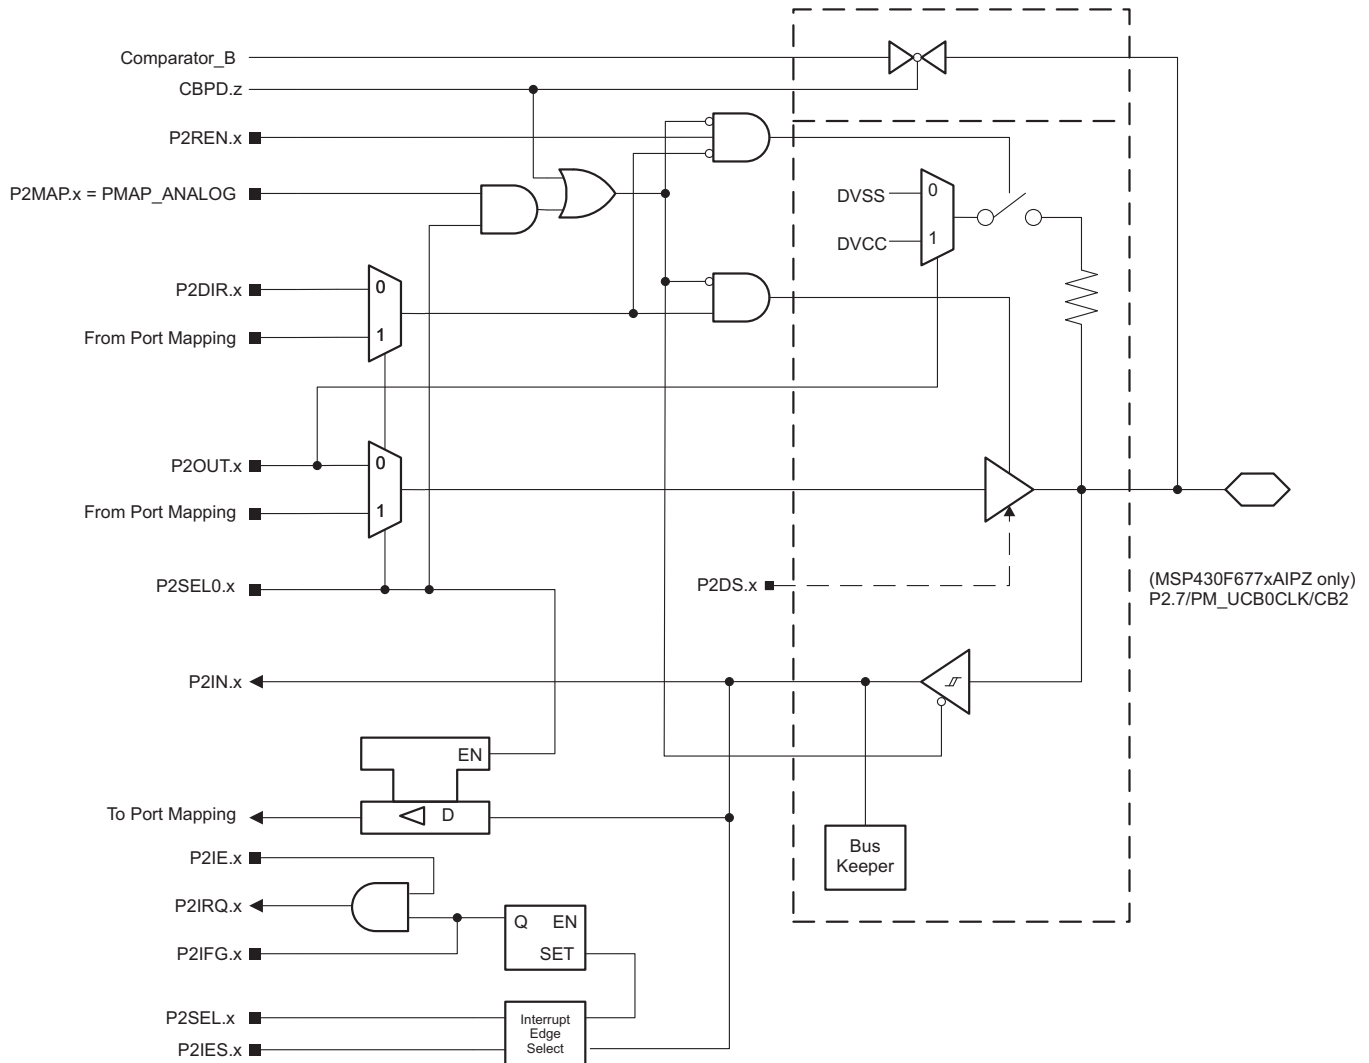 Comparator_B
CBPD.z
P2REN.x
P2MAP.x = PMAP_ANALOG
DVSS
0
DVCC
1
P2DIR.x
0
From Port Mapping
1
P2OUT.x
0
From Port Mapping
1
P2SEL0.x
P2DS.x
(MSP430F677xAIPZ only)
P2.7/PM_UCB0CLK/CB2
P2IN.x
EN
To Port Mapping
D
Bus
Keeper
P2IE.x
P2IRQ.x
Q EN
SET
P2IFG.x
P2SEL.x
P2IES.x
Interrupt
Edge
Select